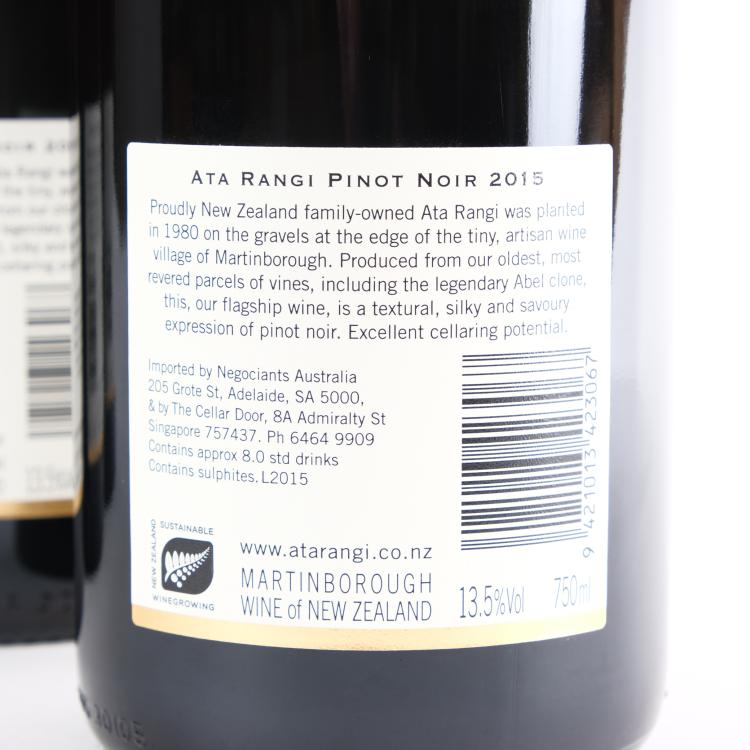 ATA RANGI PINOT NOIR 2015
Proudly New Zealand family-owned Ata Rangi was planted
in 1980 on the gravels at the edge of the tiny, artisan wine
village of Martinborough. Produced from our oldest, most
revered parcels of vines, including the legendary Abel clone,
this, our flagship wine, is a textural, silky and savoury
expression of pinot noir. Excellent cellaring potential.
Imported by Negociants Australia
205 Grote St, Adelaide, SA 5000,
& by The Cellar Door, 8A Admiralty St
Singapore 757437. Ph 6464 9909
Contains approx 8.0 std drinks
Contains sulphites. L2015
9 421013 423067
SUSTAINABLE
NEW ZEALAND
WINEGROWING
www.atarangi.co.nz
MARTINBOROUGH
WINE of NEW ZEALAND
13.5%Vol 750ml